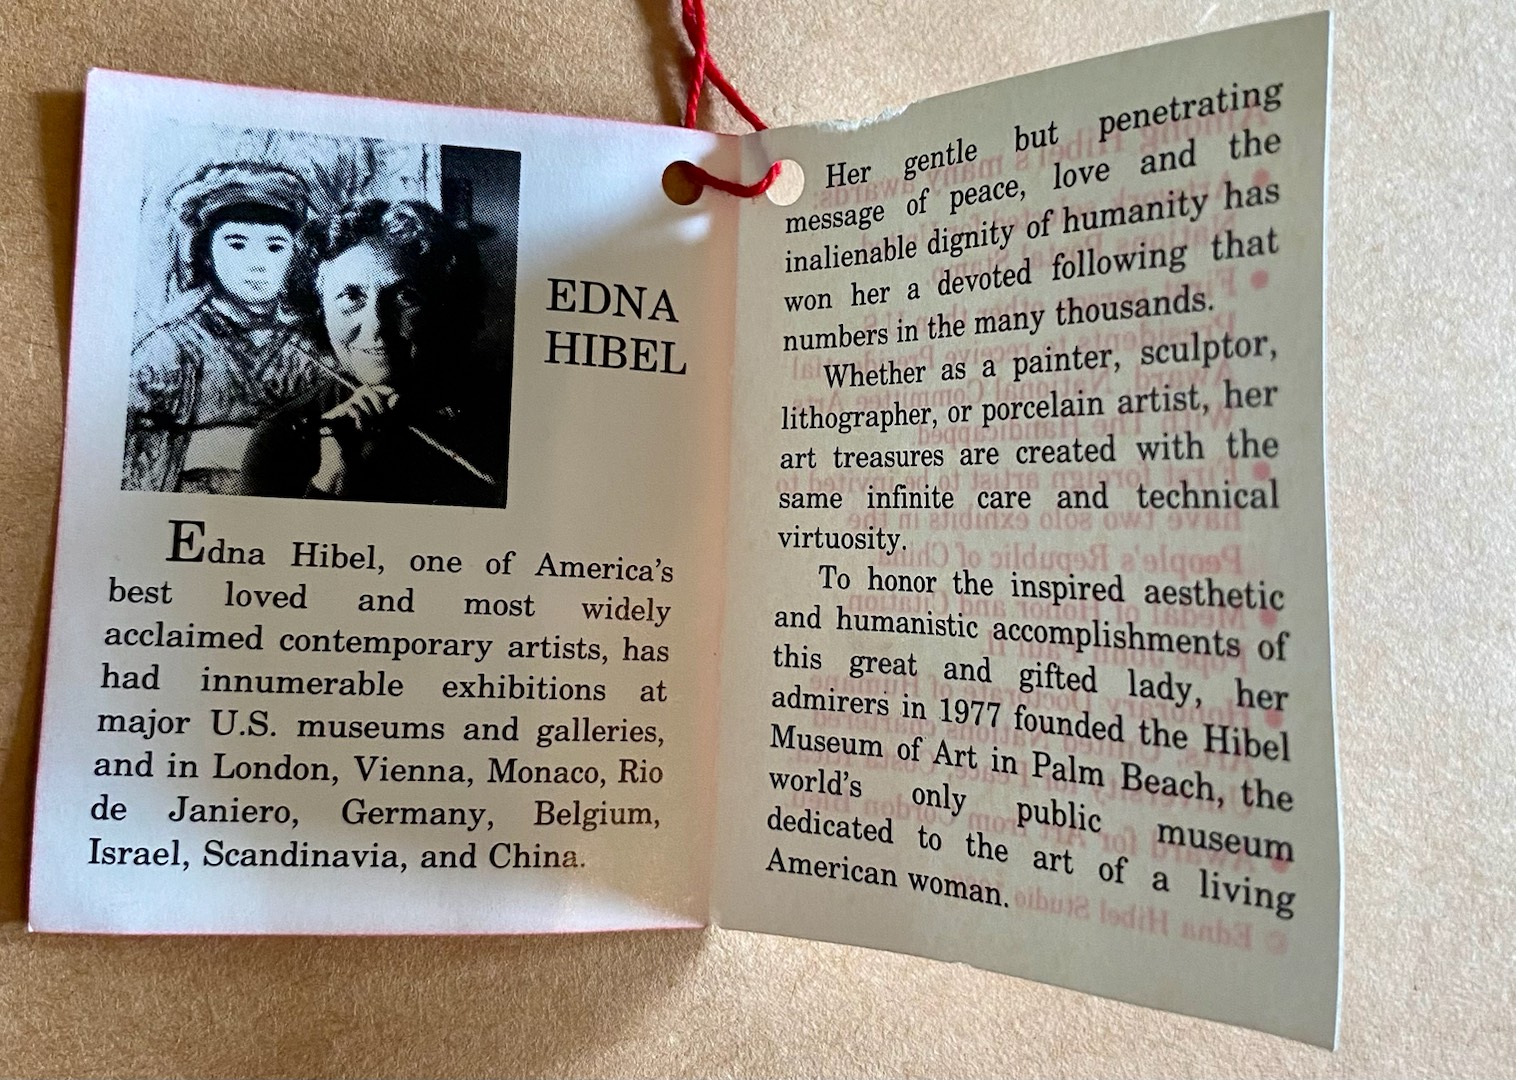 EDNA
HIBEL
Edna Hibel, one of America's
best loved and most widely
acclaimed contemporary artists, has
had innumerable exhibitions at
major U.S. museums and galleries,
and in London, Vienna, Monaco, Rio
de Janiero, Germany, Belgium,
Israel, Scandinavia, and China.
Her gentle but penetrating
message of peace, love and the
inalienable dignity of humanity has
won her a devoted following that
numbers in the many thousands.
Whether as a painter, sculptor,
lithographer, or porcelain artist, her
art treasures are created with the
same infinite care and technical
virtuosity.
To honor the inspired aesthetic
and humanistic accomplishments of
this great and gifted lady, her
admirers in 1977 founded the Hibel
Museum of Art in Palm Beach, the
world's only public museum
dedicated to the art of a living
American woman.